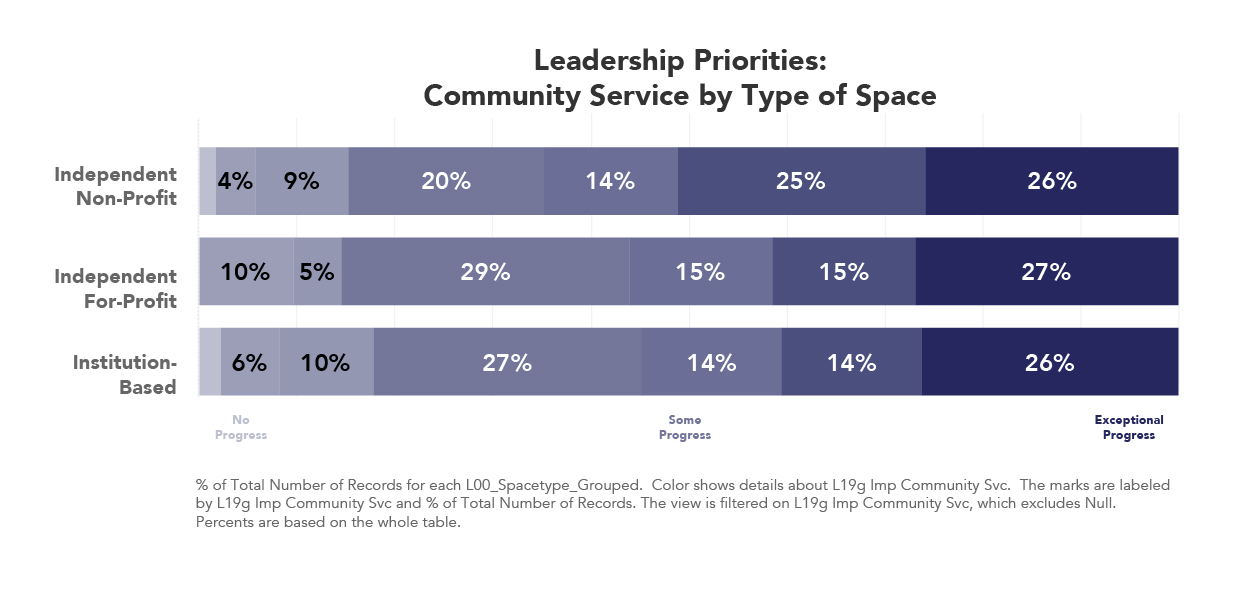 Leadership Priorities:
Community Service by Type of Space
Independent
Non-Profit
4% 9% 20% 14% 25% 26%
Independent
For-Profit
10% 5% 29% 15% 15% 27%
Institution-
Based
6% 10% 27% 14% 14% 26%
No
Progress
Some
Progress
Exceptional
Progress
% of Total Number of Records for each L00_Spacetype_Grouped.  Color shows details about L19g Imp Community Svc.  The marks are labeled
by L19g Imp Community Svc and % of Total Number of Records. The view is filtered on L19g Imp Community Svc, which excludes Null.
Percents are based on the whole table.